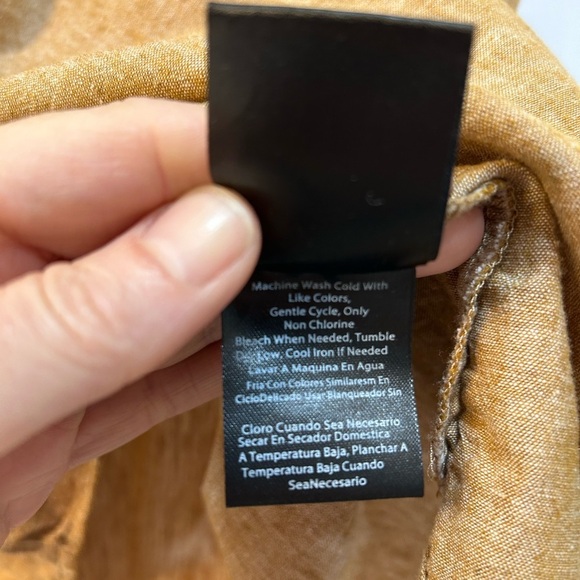 Machine Wash Cold With
Like Colors,
Gentle Cycle, Only
Non Chlorine
Bleach When Needed, Tumble
Dry Low, Cool Iron If Needed
Lavar A Maquina En Agua
Fria Con Colores Similaresm En
CicloDelicado Usar Blanqueador Sin
Cloro Cuando Sea Necesario
Secar En Secador Domestica
A Temperatura Baja, Planchar A
Temperatura Baja Cuando
SeaNecesario